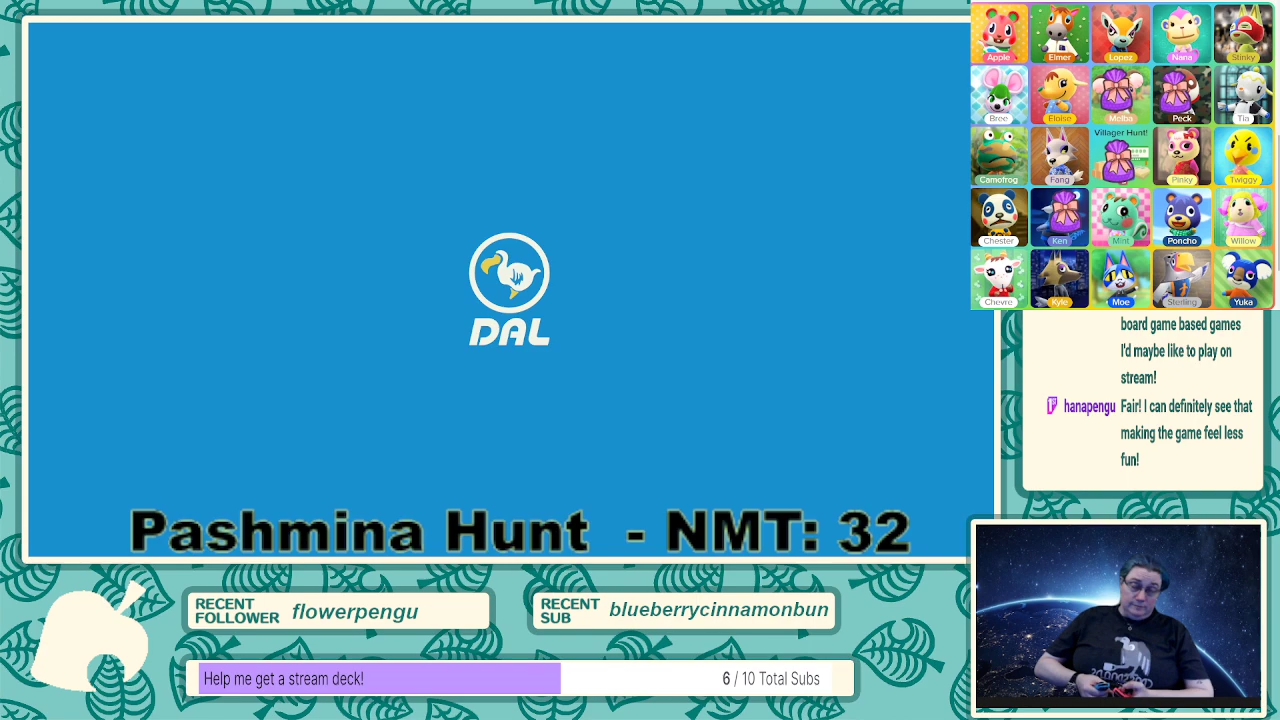 DAL
Pashmina Hunt - NMT: 32
Apple
Elmer
Lopez
Nana
Stinky
Bree
Eloise
Melba
Peck
Tia
Camofrog
Fang
Villager Hunt!
Pinky
Twiggy
Chester
Ken
Mint
Poncho
Willow
Chevre
Kyle
Moe
Sterling
Yuka
board game based games
I'd maybe like to play on
stream!
hanapengu Fair! I can definitely see that
making the game feel less
fun!
RECENT
FOLLOWER
flowerpengu
RECENT
SUB
blueberrycinnamonbun
Help me get a stream deck!
6 / 10 Total Subs